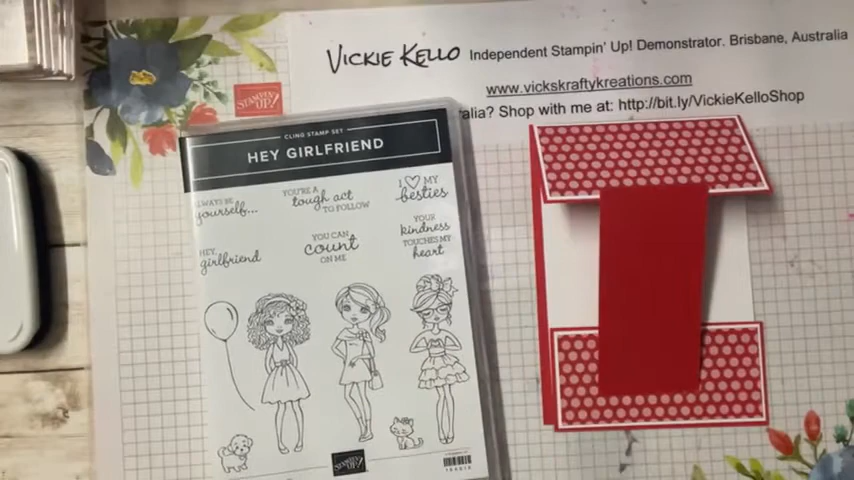 Vickie Kello Independent Stampin' Up! Demonstrator. Brisbane, Australia
www.vickskraftykreations.com
alia? Shop with me at: http://bit.ly/VickieKelloShop
STAMPIN' UP!
CLING STAMP SET
HEY GIRLFRIEND
ALWAYS BE
yourself...
YOU'RE A
tough act
TO FOLLOW
I MY
besties
HEY,
girlfriend
YOU CAN
count
ON ME
YOUR
kindness
TOUCHES MY
heart
STAMPIN' UP!